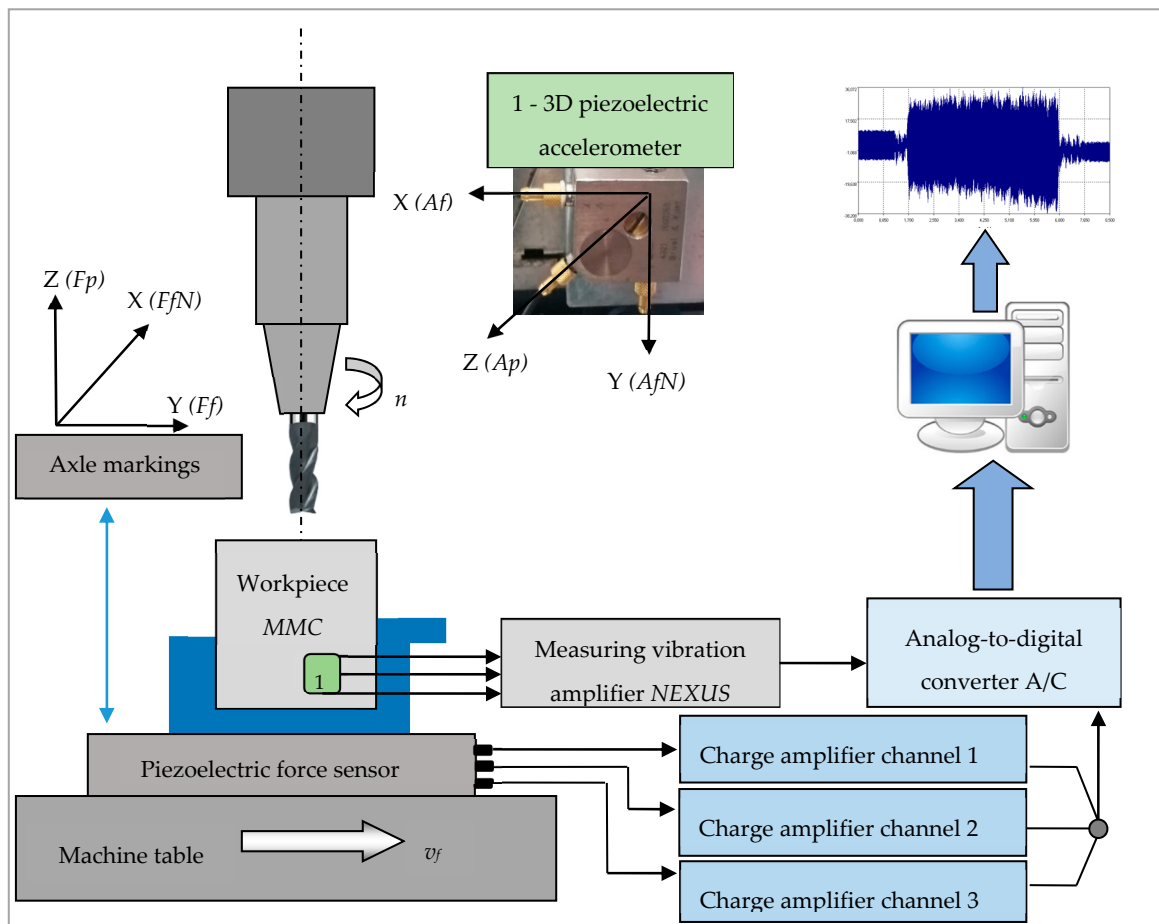 1 - 3D piezoelectric
accelerometer
X (Af)
Z (Ap)
Y (AfN)
Z (Fp)
X (FfN)
Y (Ff)
n
Axle markings
Workpiece
MMC
1
Measuring vibration
amplifier NEXUS
Analog-to-digital
converter A/C
Piezoelectric force sensor
Charge amplifier channel 1
Charge amplifier channel 2
Charge amplifier channel 3
Machine table
vf